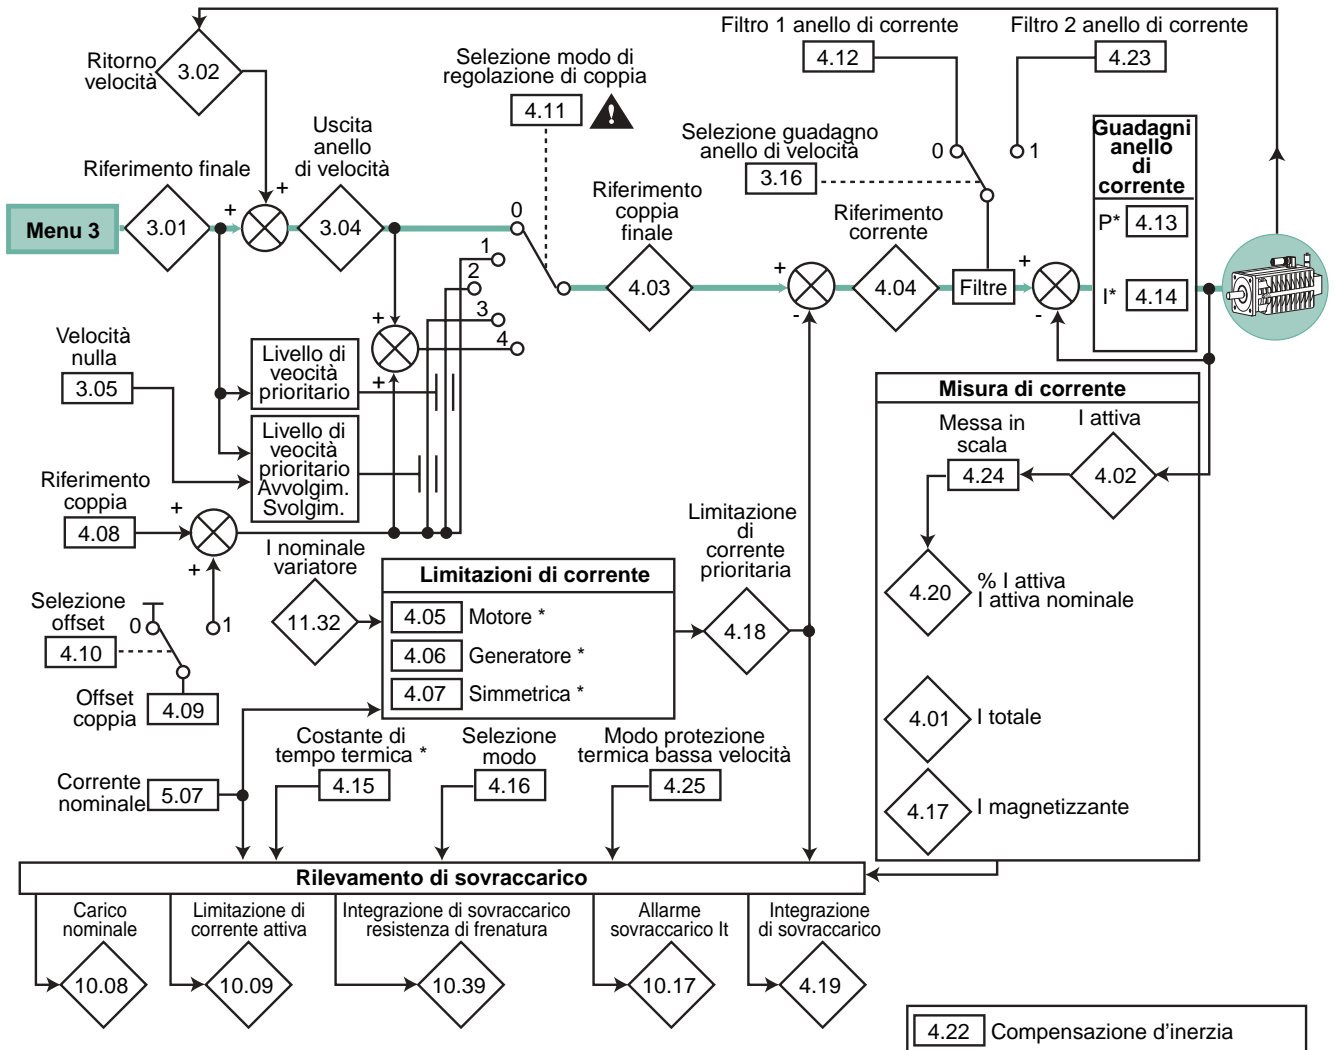 Filtro 1 anello di corrente
4.12
Filtro 2 anello di corrente
4.23
Ritorno
velocità
3.02
Selezione modo di
regolazione di coppia
4.11
!
Uscita
anello
di velocità
Selezione guadagno
anello di velocità
3.16
0
1
Guadagni
anello
di
corrente
P* 4.13
I* 4.14
Riferimento finale
Menu 3
3.01
+
+
3.04
0
1
2
3
4
Riferimento
coppia
finale
4.03
+
-
Riferimento
corrente
4.04
Filtre
+
-
+
+
Velocità
nulla
3.05
Livello di
veocità
prioritario
Livello di
veocità
prioritario
Avvolgim.
Svolgim.
Misura di corrente
I attiva
4.02
Messa in
scala
4.24
4.20
% I attiva
I attiva nominale
4.01
I totale
4.17
I magnetizzante
Riferimento
coppia
4.08
+
+
Selezione
offset
4.10
0
1
Offset
coppia
4.09
I nominale
variatore
11.32
Limitazioni di corrente
4.05 Motore *
4.06 Generatore *
4.07 Simmetrica *
Limitazione
di
corrente
prioritaria
4.18
Corrente
nominale
5.07
Costante di
tempo termica *
4.15
Selezione
modo
4.16
Modo protezione
termica bassa velocità
4.25
Rilevamento di sovraccarico
Carico
nominale
10.08
Limitazione di
corrente attiva
10.09
Integrazione di sovraccarico
resistenza di frenatura
10.39
Allarme
sovraccarico It
10.17
Integrazione
di sovraccarico
4.19
4.22 Compensazione d'inerzia